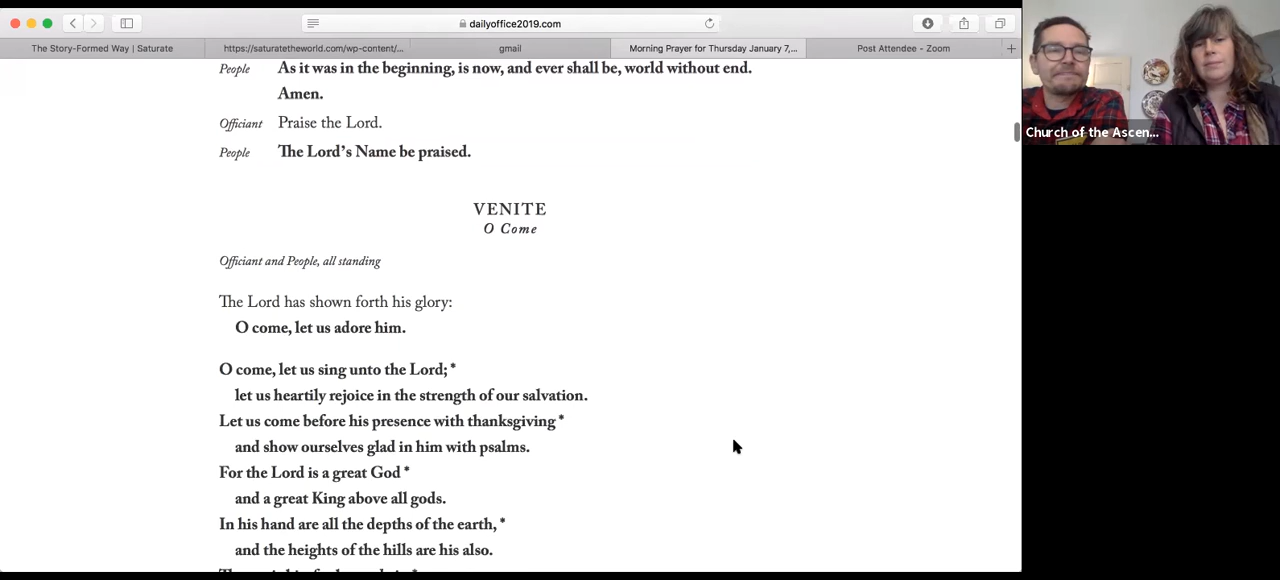 dailyoffice2019.com
The Story-Formed Way | Saturate
https://saturatetheworld.com/wp-content/...
gmail
Morning Prayer for Thursday January 7,...
Post Attendee - Zoom
People As it was in the beginning, is now, and ever shall be, world without end.
Amen.
Officiant Praise the Lord.
People The Lord's Name be praised.
VENITE
O Come
Officiant and People, all standing
The Lord has shown forth his glory:
O come, let us adore him.
O come, let us sing unto the Lord; *
let us heartily rejoice in the strength of our salvation.
Let us come before his presence with thanksgiving *
and show ourselves glad in him with psalms.
For the Lord is a great God *
and a great King above all gods.
In his hand are all the depths of the earth, *
and the heights of the hills are his also.
Church of the Ascen...